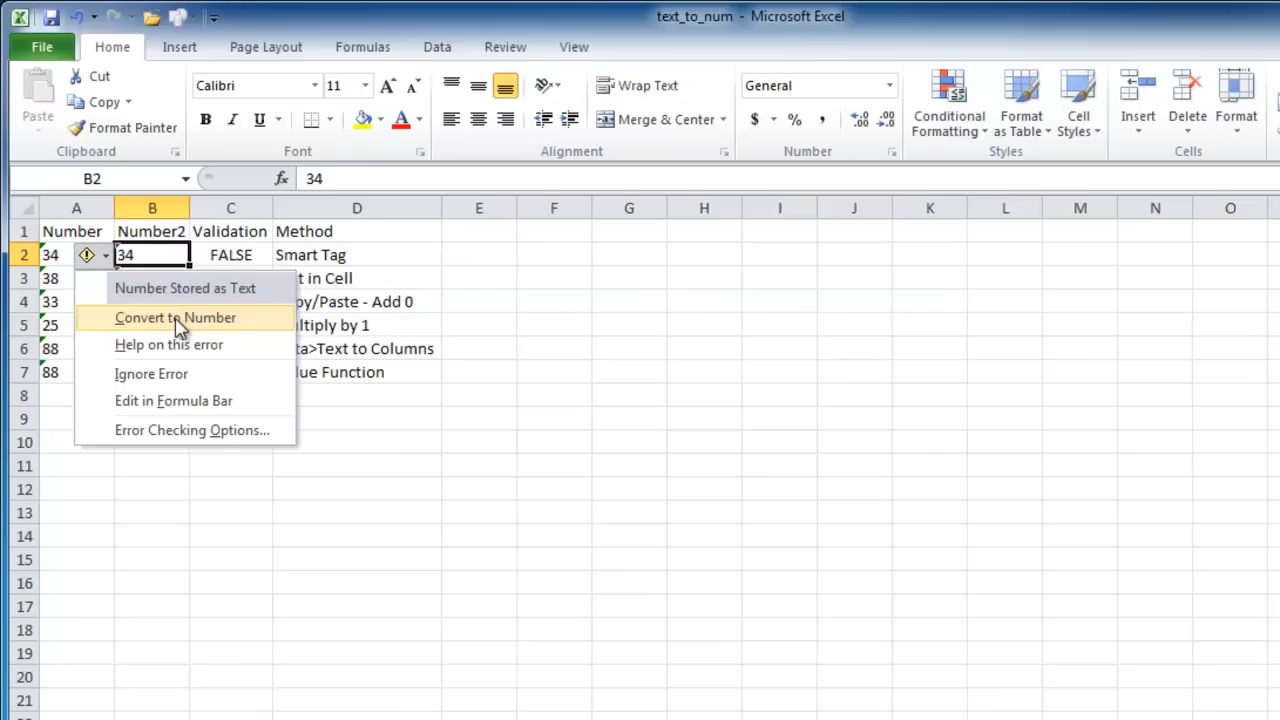 text_to_num - Microsoft Excel
File Home Insert Page Layout Formulas Data Review View
Paste
Cut
Copy
Format Painter
Clipboard
Calibri 11
B I U
Font
Wrap Text
Merge & Center
Alignment
General
$ % ,
Number
Conditional Formatting
Format as Table
Cell Styles
Styles
Insert
Delete
Format
Cells
B2 fx 34
A B C D E F G H I J K L M N O
1 Number Number2 Validation Method
2 34 34 FALSE Smart Tag
3 38 in Cell
4 33 py/Paste - Add 0
5 25 ltiply by 1
6 88 ta>Text to Columns
7 88 lue Function
8
9
10
11
12
13
14
15
16
17
18
19
20
21
Number Stored as Text
Convert to Number
Help on this error
Ignore Error
Edit in Formula Bar
Error Checking Options...